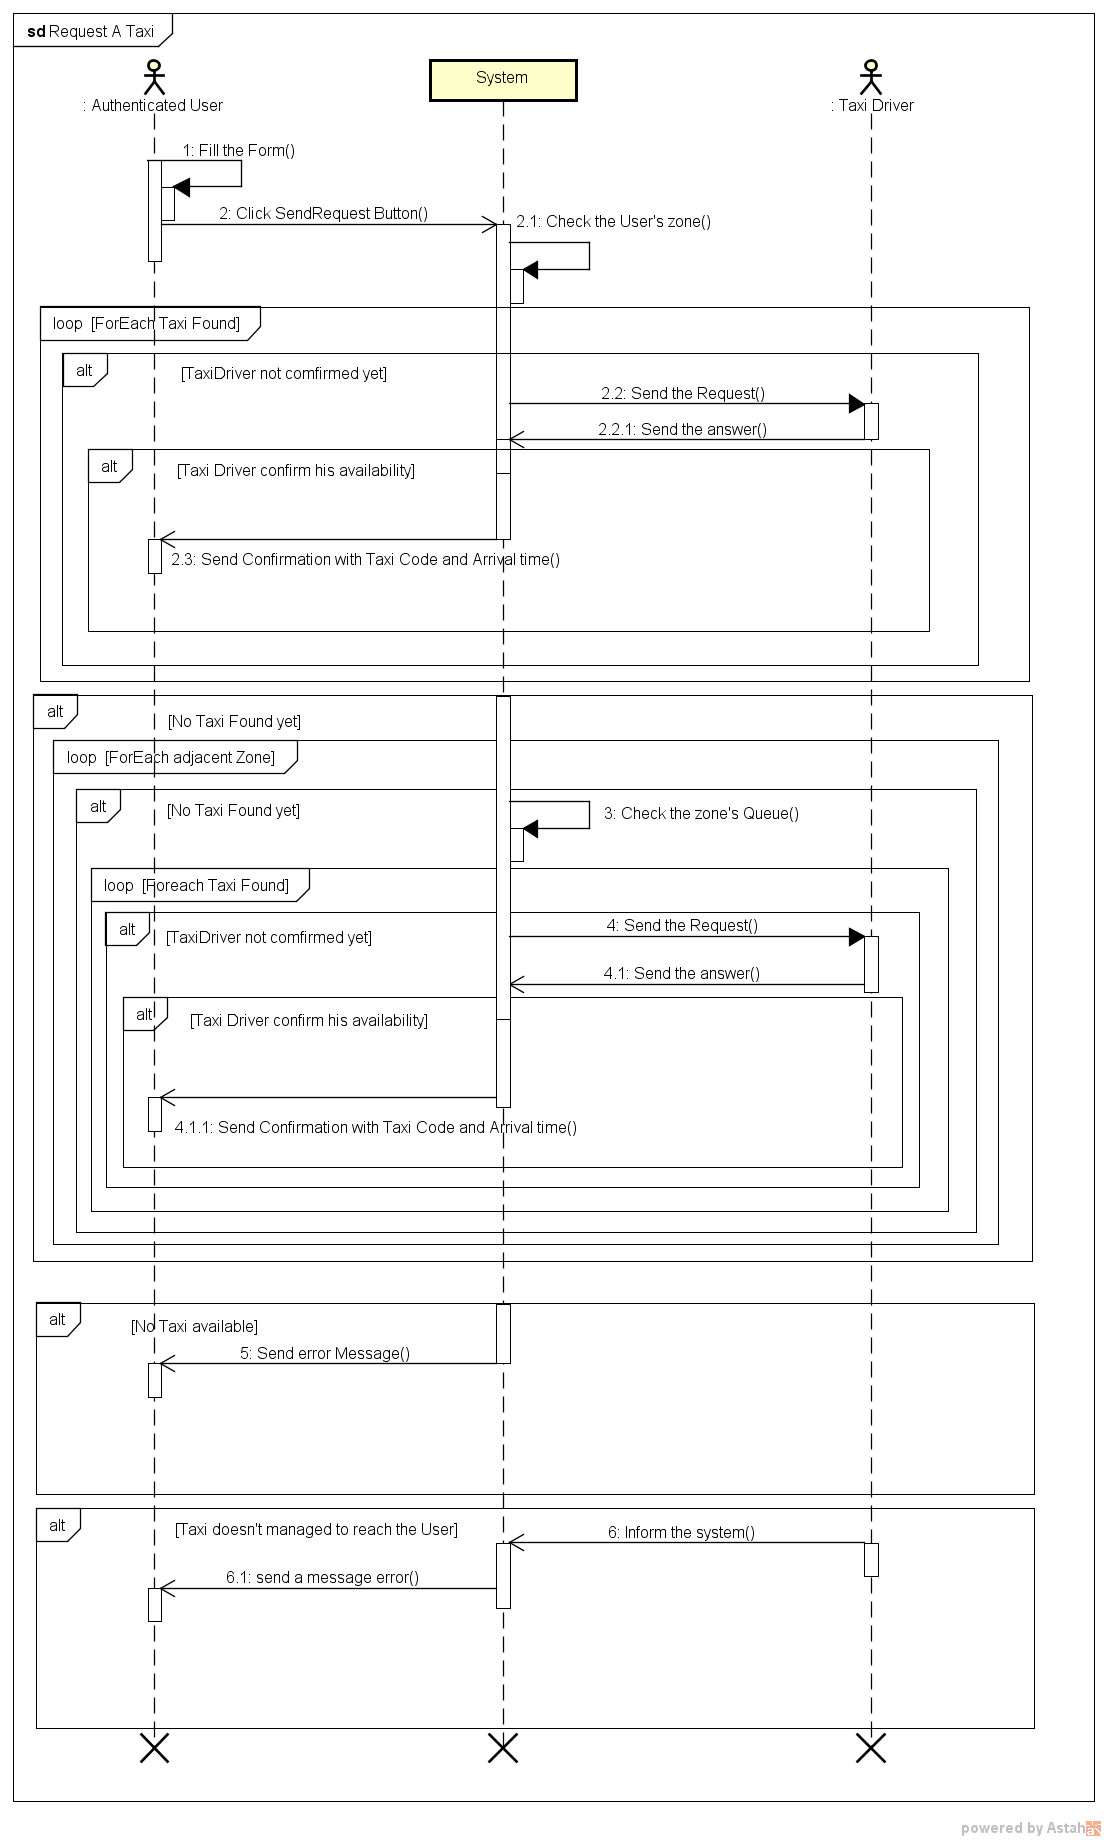 sd Request A Taxi
System
: Authenticated User
: Taxi Driver
1: Fill the Form()
2: Click SendRequest Button()
2.1: Check the User's zone()
loop [ForEach Taxi Found]
alt
[TaxiDriver not comfirmed yet]
2.2: Send the Request()
2.2.1: Send the answer()
alt
[Taxi Driver confirm his availability]
2.3: Send Confirmation with Taxi Code and Arrival time()
alt
[No Taxi Found yet]
loop [ForEach adjacent Zone]
alt
[No Taxi Found yet]
3: Check the zone's Queue()
loop [Foreach Taxi Found]
alt
[TaxiDriver not comfirmed yet]
4: Send the Request()
4.1: Send the answer()
alt
[Taxi Driver confirm his availability]
4.1.1: Send Confirmation with Taxi Code and Arrival time()
alt
[No Taxi available]
5: Send error Message()
alt
[Taxi doesn't managed to reach the User]
6: Inform the system()
6.1: send a message error()
powered by Astah